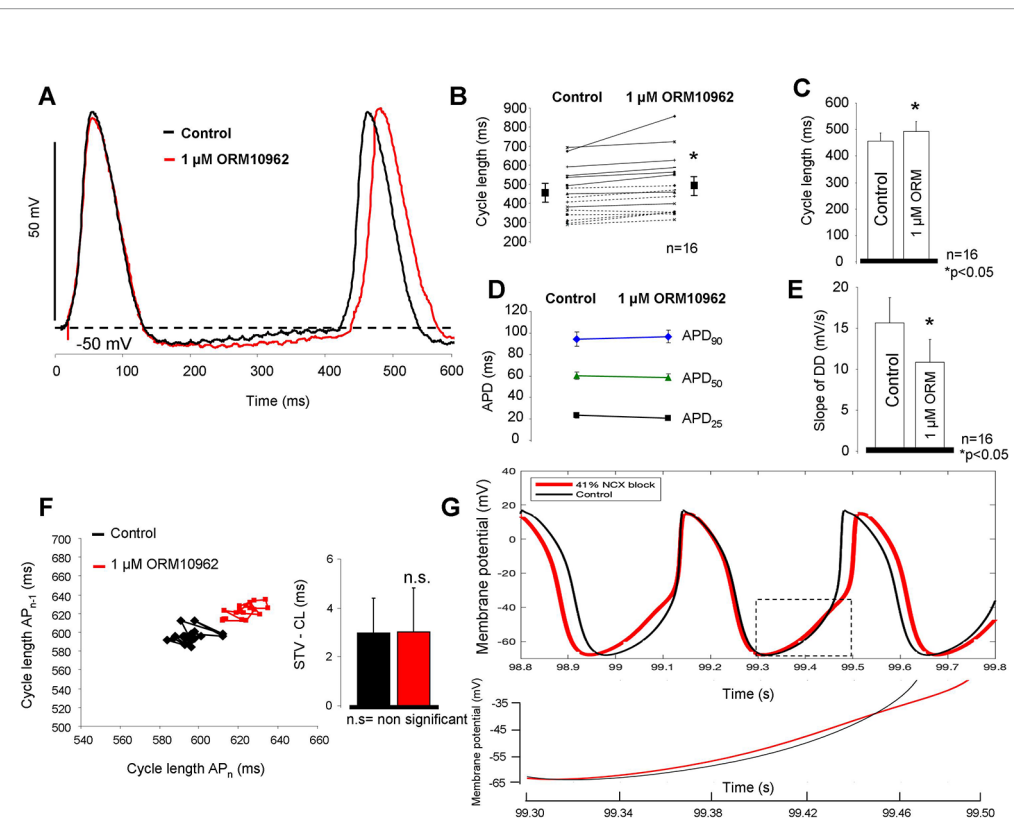 A
Control
1 µM ORM10962
50 mV
-50 mV
0
100
200
300
400
500
600
Time (ms)
B
Control
1 µM ORM10962
Cycle length (ms)
900
800
700
600
500
400
300
200
*
n=16
C
Cycle length (ms)
600
500
400
300
200
100
0
*
Control
1 µM ORM
n=16
*p<0.05
D
Control
1 µM ORM10962
APD (ms)
120
100
80
60
40
20
0
APD90
APD50
APD25
E
Slope of DD (mV/s)
20
15
10
5
0
*
Control
1 µM ORM
n=16
*p<0.05
F
Control
1 µM ORM10962
Cycle length APn-1 (ms)
700
680
660
640
620
600
580
560
540
520
500
540
560
580
600
620
640
660
Cycle length APn (ms)
STV - CL (ms)
6
4
2
0
n.s.
n.s= non significant
G
41% NCX block
Control
Membrane potential (mV)
40
20
0
-20
-40
-60
98.8
98.9
99
99.1
99.2
99.3
99.4
99.5
99.6
99.7
99.8
Time (s)
Membrane potential (mV)
-35
-45
-55
-65
Time (s)
99.30
99.34
99.38
99.42
99.46
99.50